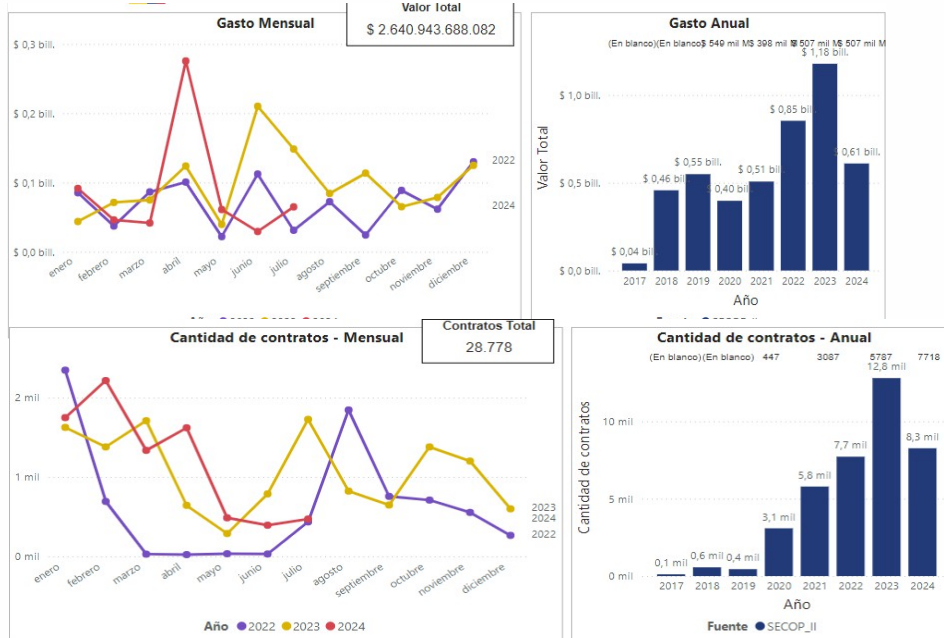 Valor Total
Gasto Mensual
$ 2.640.943.688.082
$ 0,3 bill.
$ 0,2 bill.
$ 0,1 bill.
$ 0,0 bill.
2022
2024
enero
febrero
marzo
abril
mayo
junio
julio
agosto
septiembre
octubre
noviembre
diciembre
Gasto Anual
(En blanco)(En blanco)$ 549 mil M$ 398 mil M$ 507 mil M$ 507 mil M
$ 1,18 bill.
$ 1,0 bill.
$ 0,85 bill.
$ 0,61 bill.
$ 0,55 bill.
$ 0,51 bill.
$ 0,46 bill.
$ 0,40 bill.
$ 0,5 bill.
$ 0,04 bill.
$ 0,0 bill.
Valor Total
2017 2018 2019 2020 2021 2022 2023 2024
Año
Contratos Total
Cantidad de contratos - Mensual
28.778
2 mil
1 mil
0 mil
2023
2024
2022
enero
febrero
marzo
abril
mayo
junio
julio
agosto
septiembre
octubre
noviembre
diciembre
Año 2022 2023 2024
Cantidad de contratos - Anual
(En blanco)(En blanco) 447 3087 5787 7718
12,8 mil
10 mil
8,3 mil
7,7 mil
5,8 mil
5 mil
3,1 mil
0,1 mil 0,6 mil 0,4 mil
0 mil
Cantidad de contratos
2017 2018 2019 2020 2021 2022 2023 2024
Año
Fuente SECOP_II